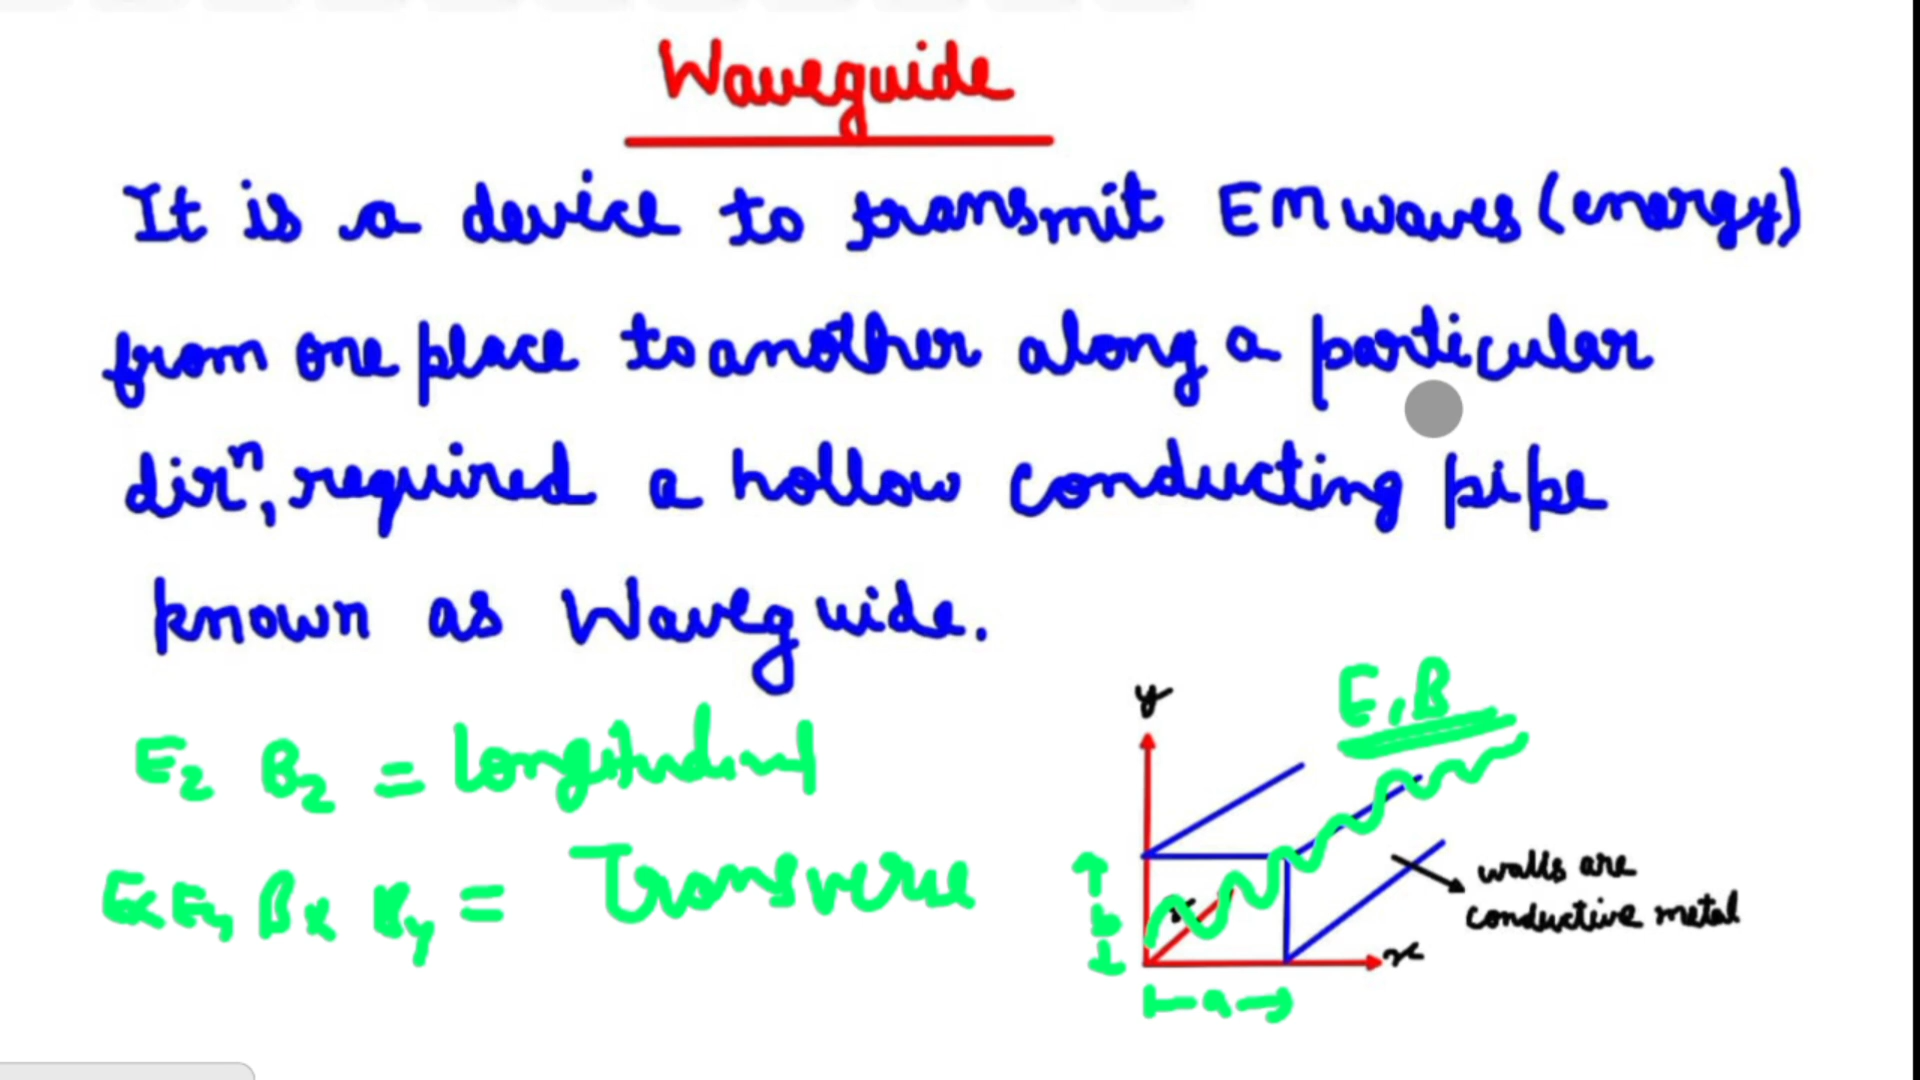 Waveguide
It is a device to transmit EM waves (energy)
from one place to another along a particular
dirⁿ, required a hollow conducting pipe
known as Waveguide.
Ez Bz = Longitudinal
Ex Ey Bx By = Transverse
y
E, B
walls are
conductive metal
b
x
a